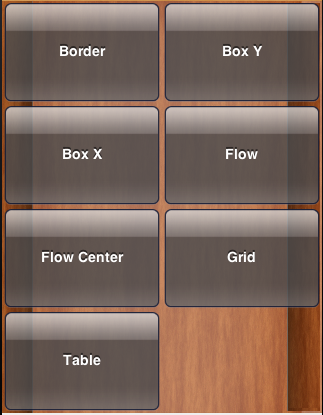 Border
Box Y
Box X
Flow
Flow Center
Grid
Table